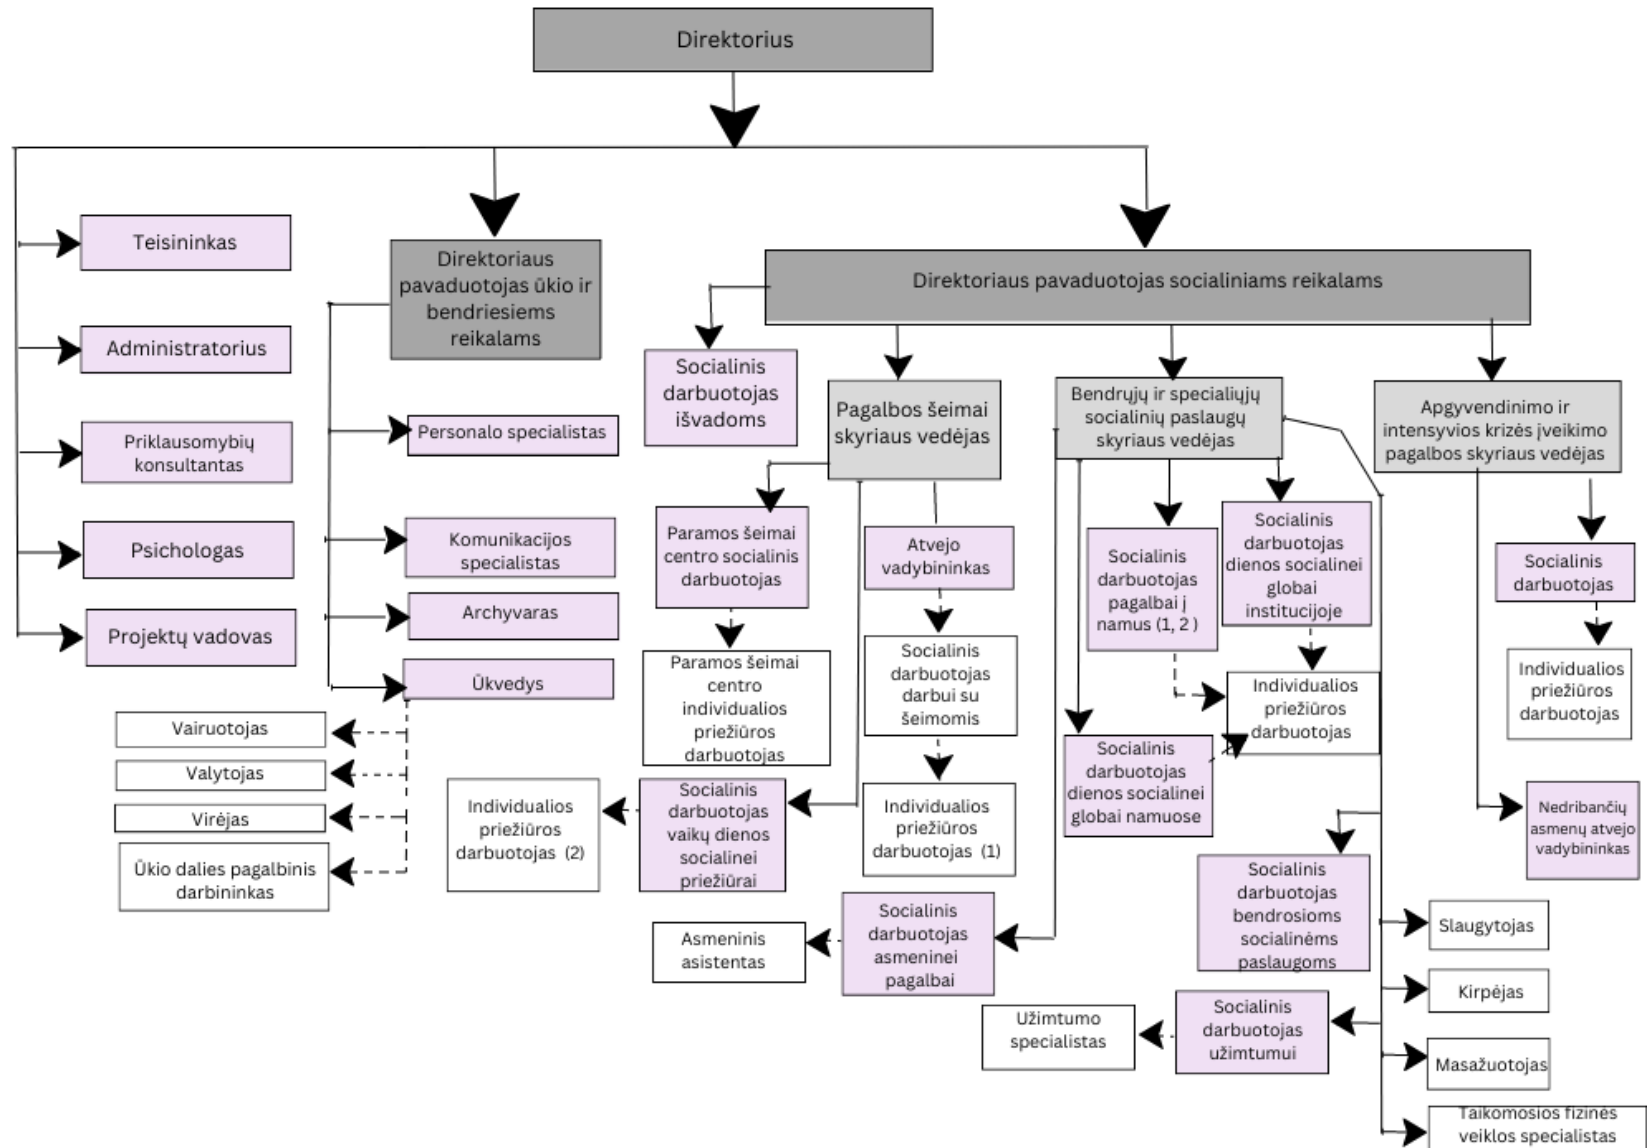 Direktorius
Teisininkas
Administratorius
Priklausomybių
konsultantas
Psichologas
Projektų vadovas
Direktoriaus
pavaduotojas ūkio ir
bendriesiems
reikalams
Personalo specialistas
Komunikacijos
specialistas
Archyvaras
Ūkvedys
Vairuotojas
Valytojas
Virėjas
Ūkio dalies pagalbinis
darbininkas
Direktoriaus pavaduotojas socialiniams reikalams
Socialinis
darbuotojas
išvadoms
Pagalbos šeimai
skyriaus vedėjas
Paramos šeimai
centro socialinis
darbuotojas
Paramos šeimai
centro
individualios
priežiūros
darbuotojas
Atvejo
vadybininkas
Socialinis
darbuotojas
darbui su
šeimomis
Individualios
priežiūros
darbuotojas (1)
Socialinis
darbuotojas
vaikų dienos
socialinei
priežiūrai
Individualios
priežiūros
darbuotojas (2)
Bendrųjų ir specialiųjų
socialinių paslaugų
skyriaus vedėjas
Socialinis
darbuotojas
pagalbai į
namus (1, 2 )
Socialinis
darbuotojas
dienos socialinei
globai
institucijoje
Individualios
priežiūros
darbuotojas
Socialinis
darbuotojas
dienos socialinei
globai namuose
Socialinis
darbuotojas
asmeninei
pagalbai
Asmeninis
asistentas
Socialinis
darbuotojas
bendrosioms
socialinėms
paslaugoms
Socialinis
darbuotojas
užimtumui
Užimtumo
specialistas
Slaugytojas
Kirpėjas
Masažuotojas
Taikomosios fizinės
veiklos specialistas
Apgyvendinimo ir
intensyvios krizės įveikimo
pagalbos skyriaus vedėjas
Socialinis
darbuotojas
Individualios
priežiūros
darbuotojas
Nedribančių
asmenų atvejo
vadybininkas